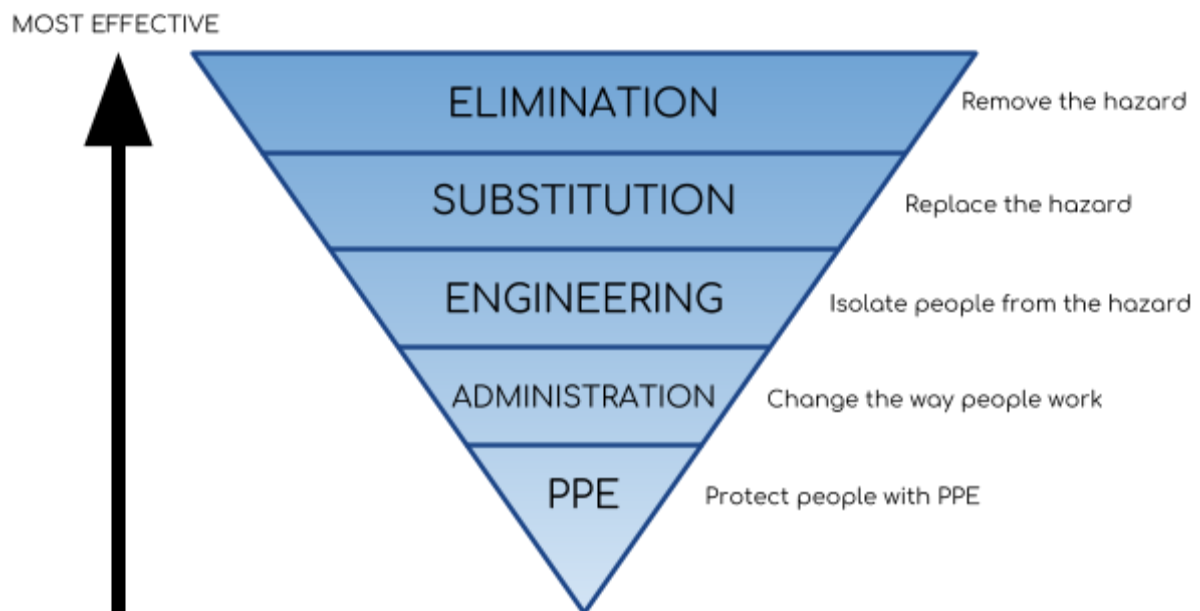 MOST EFFECTIVE
ELIMINATION
Remove the hazard
SUBSTITUTION
Replace the hazard
ENGINEERING
Isolate people from the hazard
ADMINISTRATION
Change the way people work
PPE
Protect people with PPE